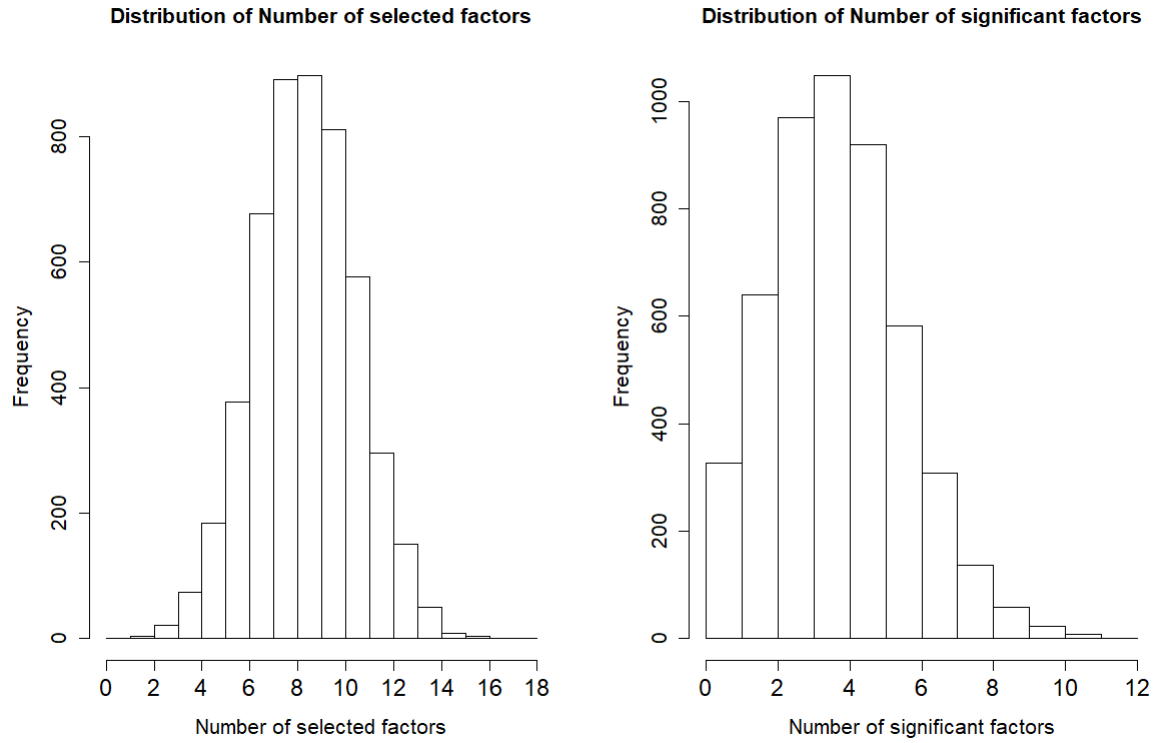 Distribution of Number of selected factors
Frequency
0
200
400
600
800
0 2 4 6 8 10 12 14 16 18
Number of selected factors
Distribution of Number of significant factors
Frequency
0
200
400
600
800
1000
0 2 4 6 8 10 12
Number of significant factors